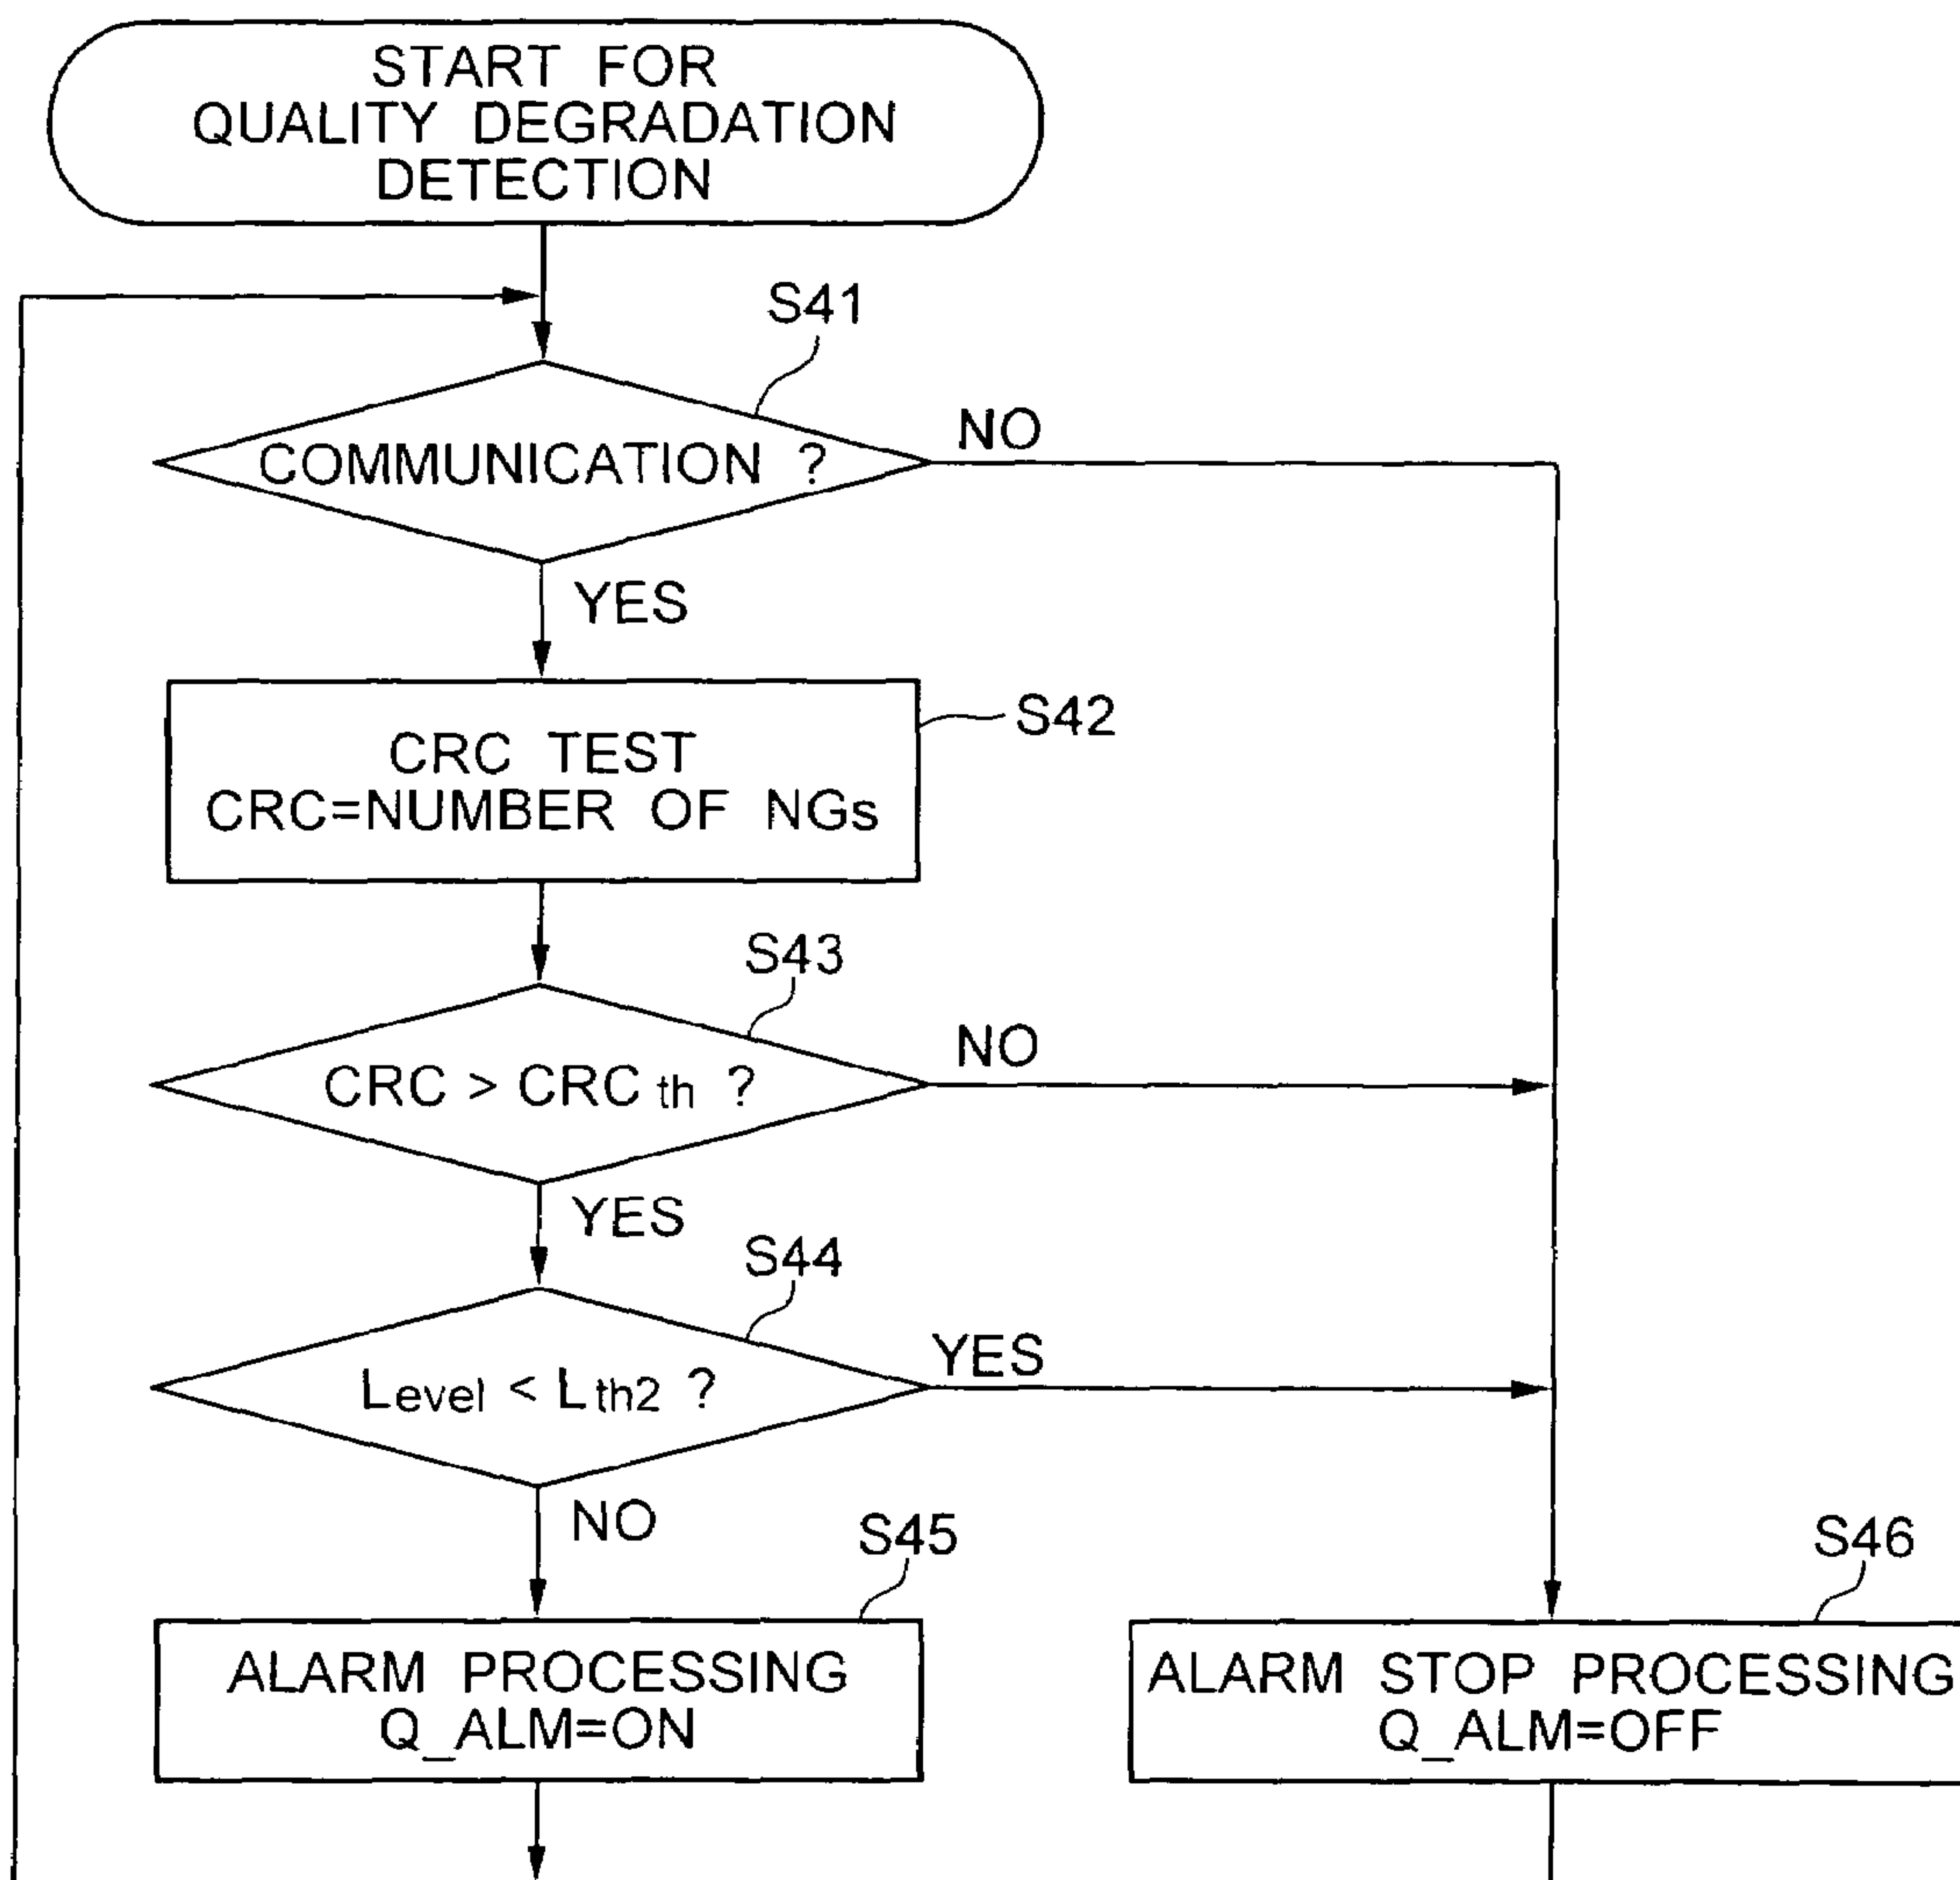 START FOR
QUALITY DEGRADATION
DETECTION
S41
COMMUNICATION ?
NO
YES
S42
CRC TEST
CRC=NUMBER OF NGs
S43
CRC > CRC th ?
NO
YES
S44
Level < Lth2 ?
YES
NO
S45
ALARM PROCESSING
Q_ALM=ON
S46
ALARM STOP PROCESSING
Q_ALM=OFF